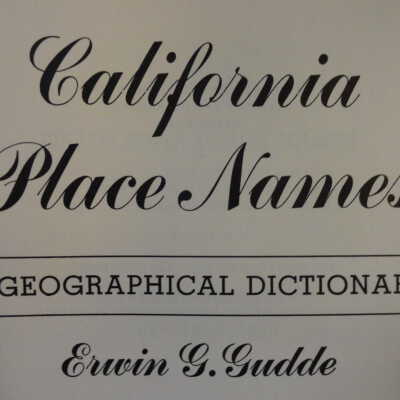 California
Place Names
GEOGRAPHICAL DICTIONAR
Erwin G. Gudde